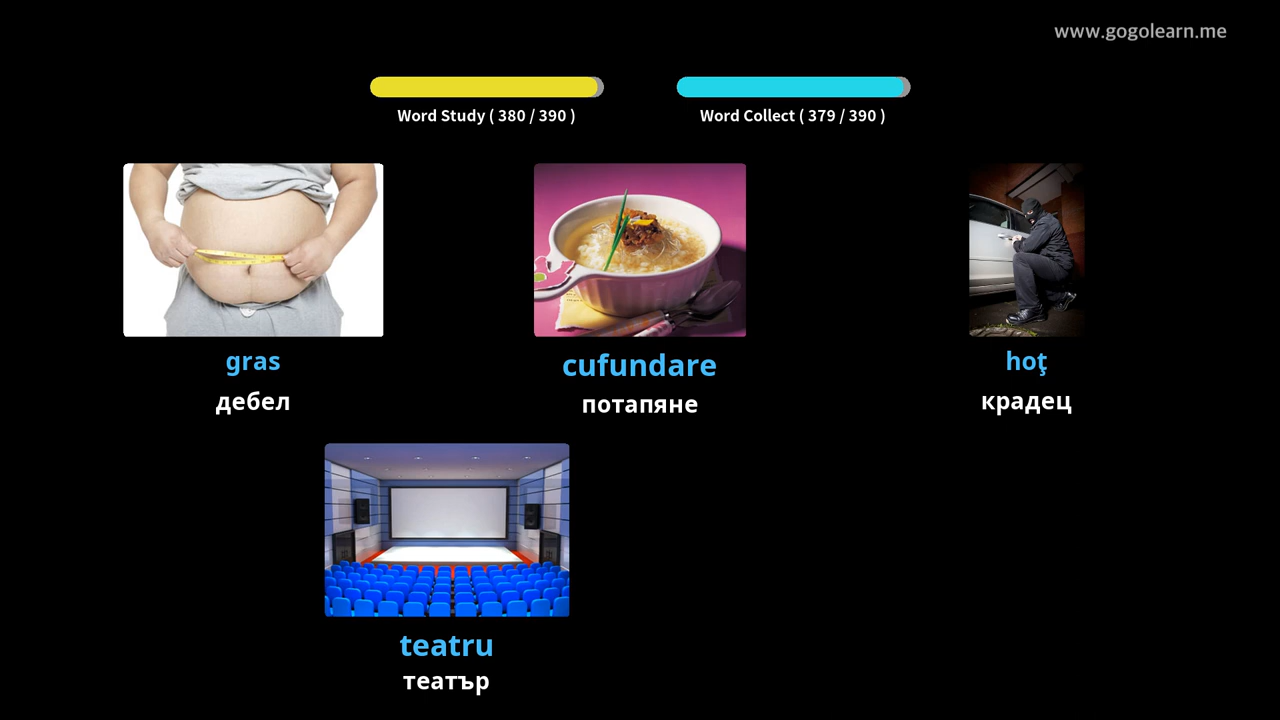 www.gogolearn.me
Word Study ( 380 / 390 )
Word Collect ( 379 / 390 )
gras
дебел
cufundare
потапяне
hoţ
крадец
teatru
театър